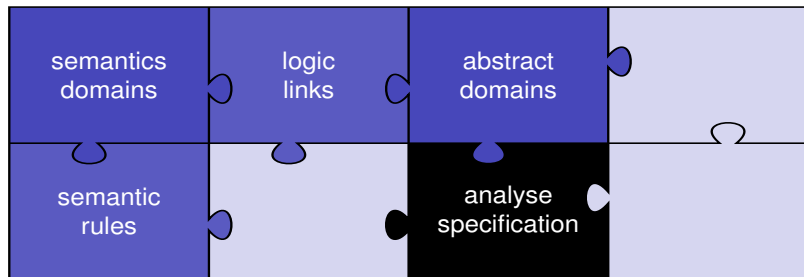 semantics
domains
logic
links
abstract
domains
semantic
rules
analyse
specification